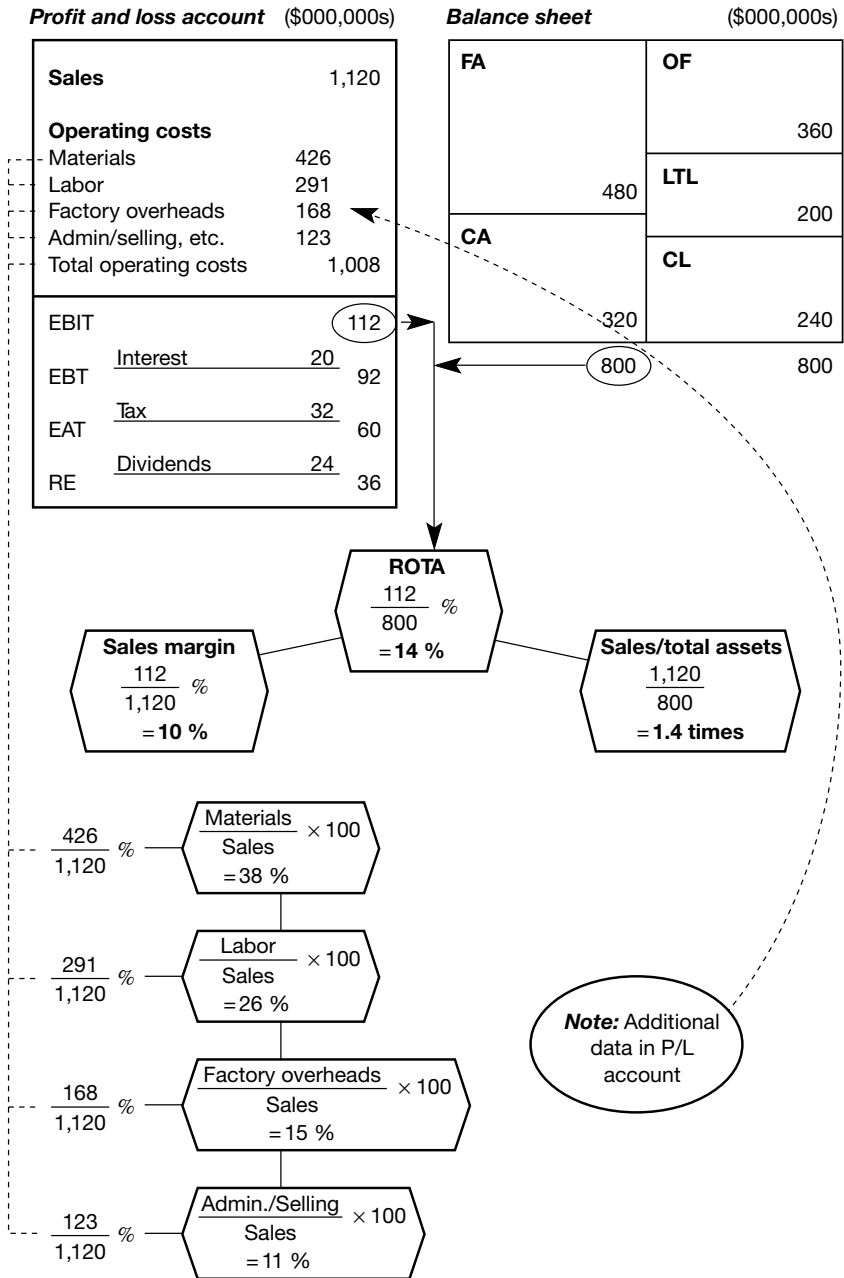 Profit and loss account ($000,000s)
Sales 1,120
Operating costs
Materials 426
Labor 291
Factory overheads 168
Admin/selling, etc. 123
Total operating costs 1,008
EBIT 112
Interest 20
EBT 92
Tax 32
EAT 60
Dividends 24
RE 36
Balance sheet ($000,000s)
FA
480
CA
320
800
OF
360
LTL
200
CL
240
800
ROTA
112
800
%
= 14 %
Sales margin
112
1,120
%
= 10 %
Sales/total assets
1,120
800
= 1.4 times
426
1,120
%
Materials
Sales
× 100
= 38 %
291
1,120
%
Labor
Sales
× 100
= 26 %
168
1,120
%
Factory overheads
Sales
× 100
= 15 %
123
1,120
%
Admin./Selling
Sales
× 100
= 11 %
Note: Additional
data in P/L
account